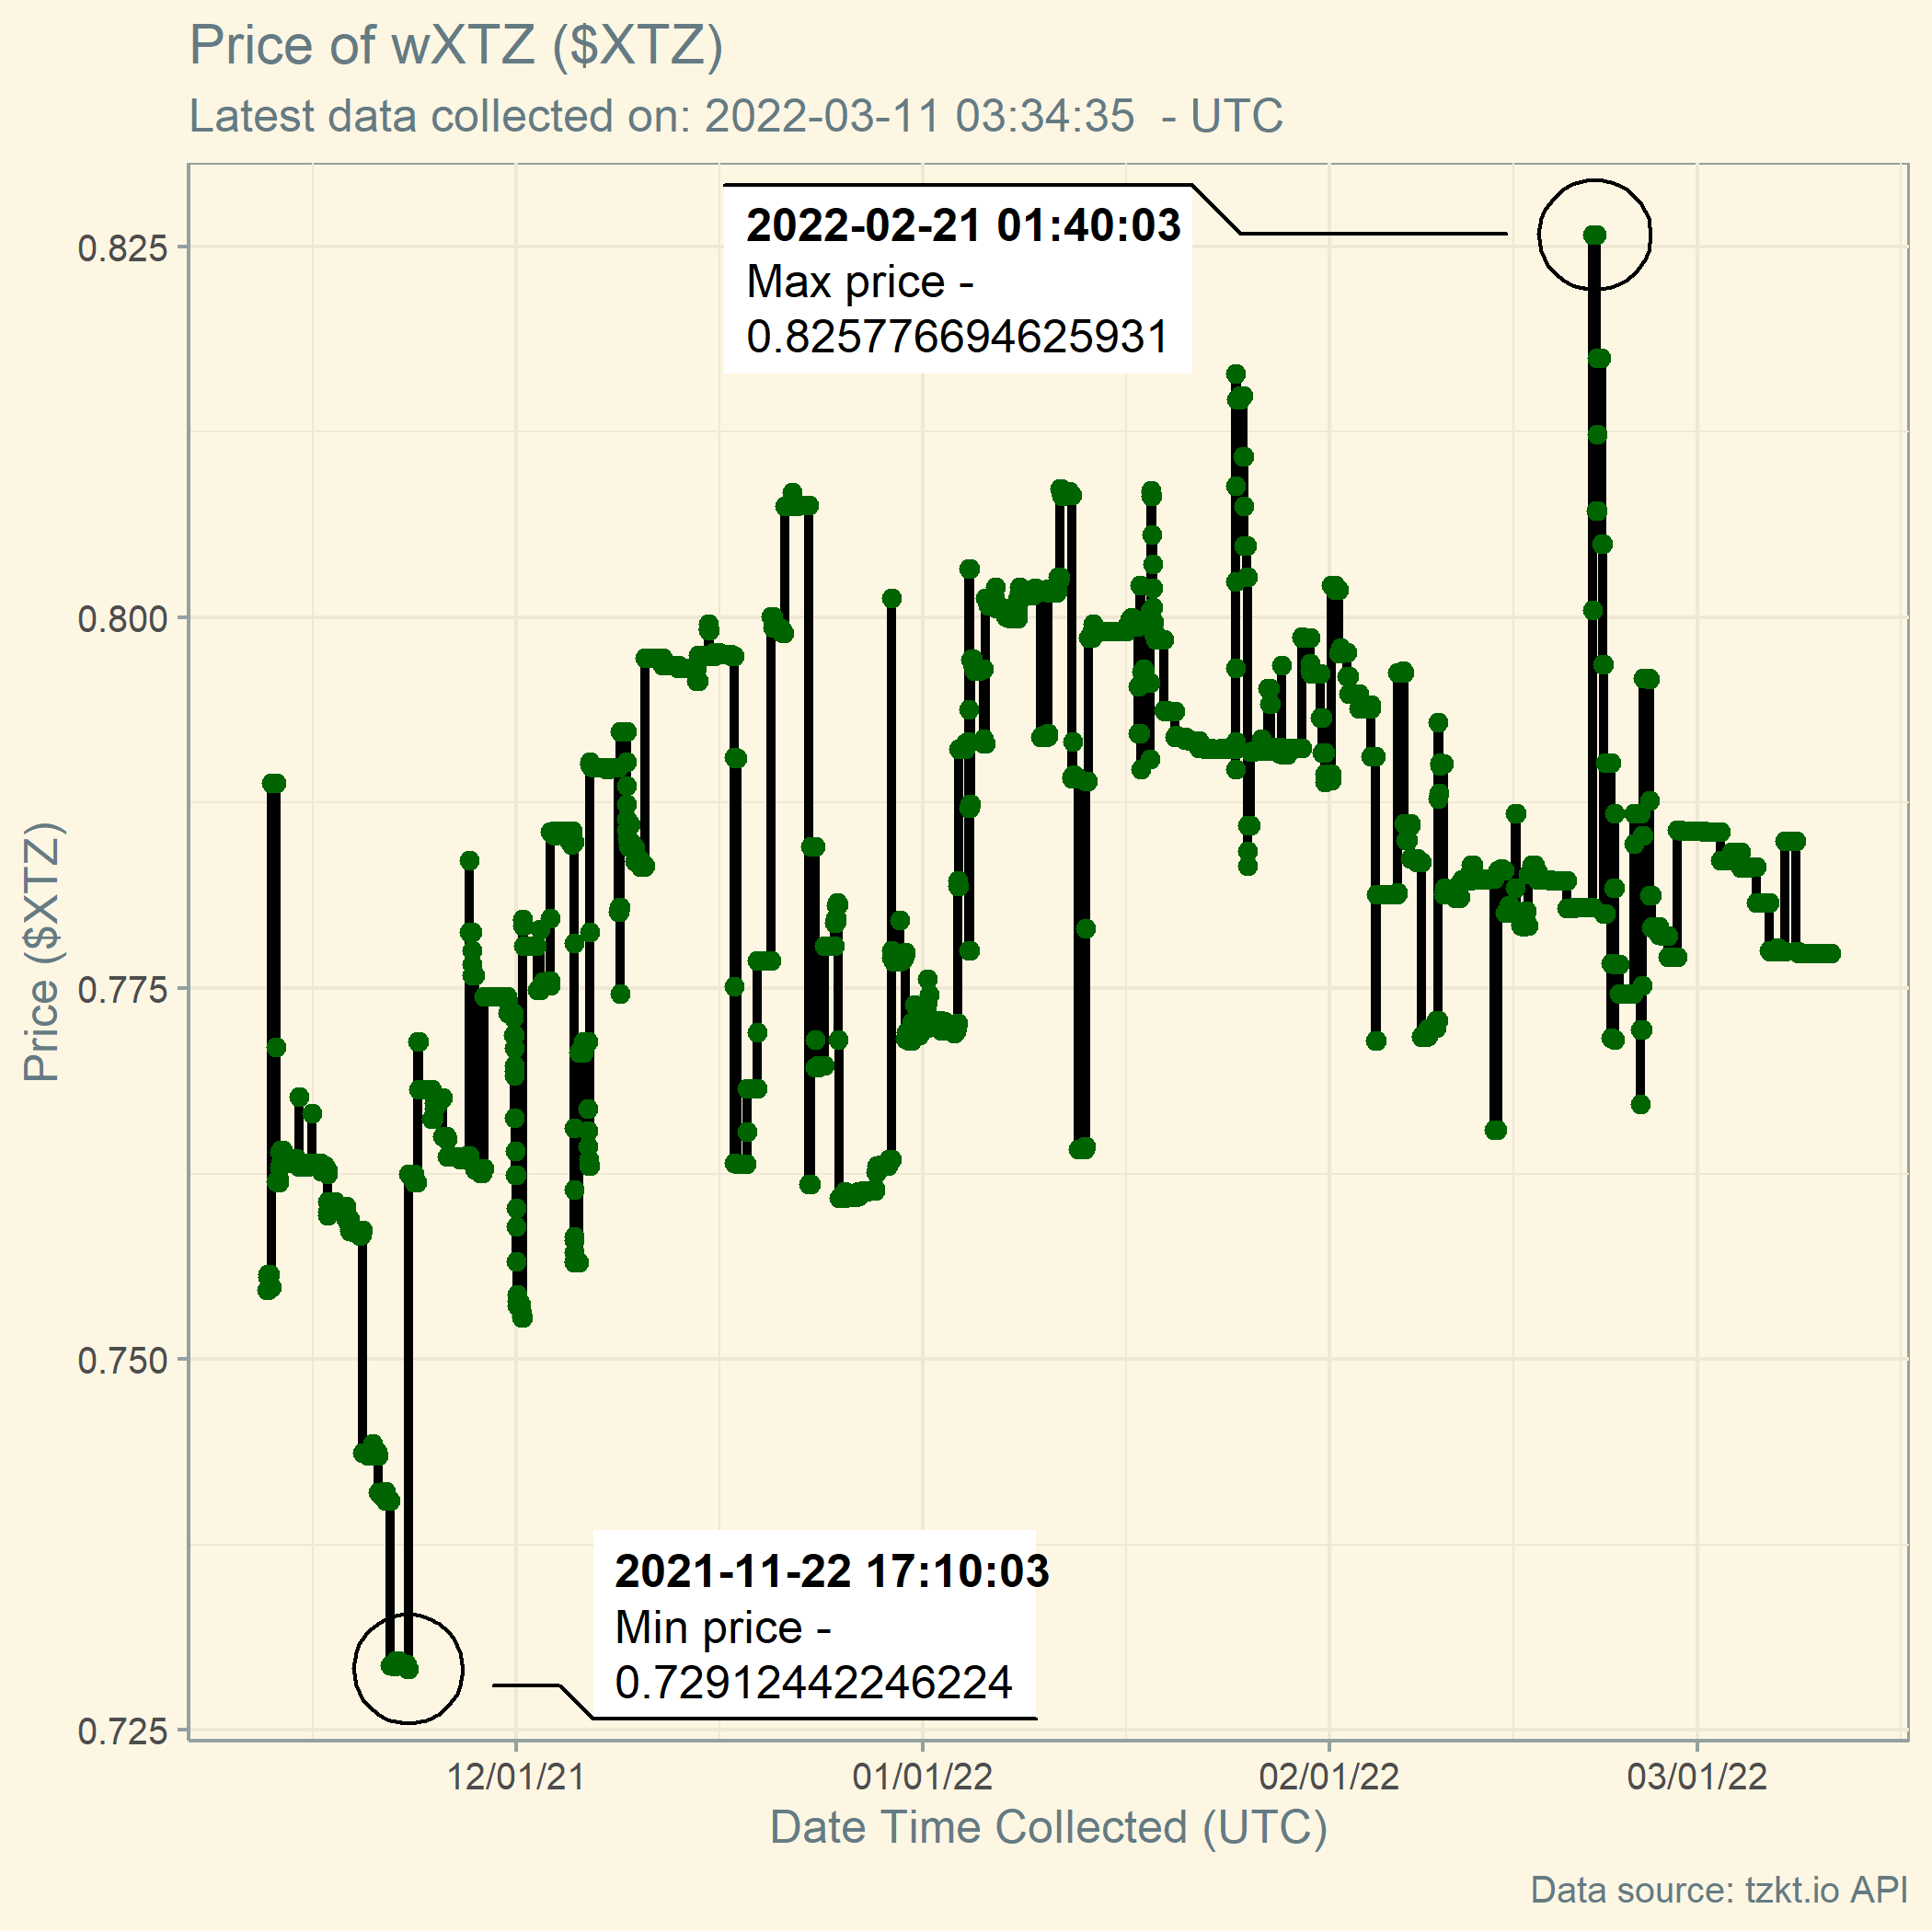 Price of wXTZ ($XTZ)
Latest data collected on: 2022-03-11 03:34:35  - UTC
2022-02-21 01:40:03
Max price -
0.825776694625931
0.825
0.800
0.775
0.750
0.725
Price ($XTZ)
2021-11-22 17:10:03
Min price -
0.72912442246224
12/01/21
01/01/22
02/01/22
03/01/22
Date Time Collected (UTC)
Data source: tzkt.io API